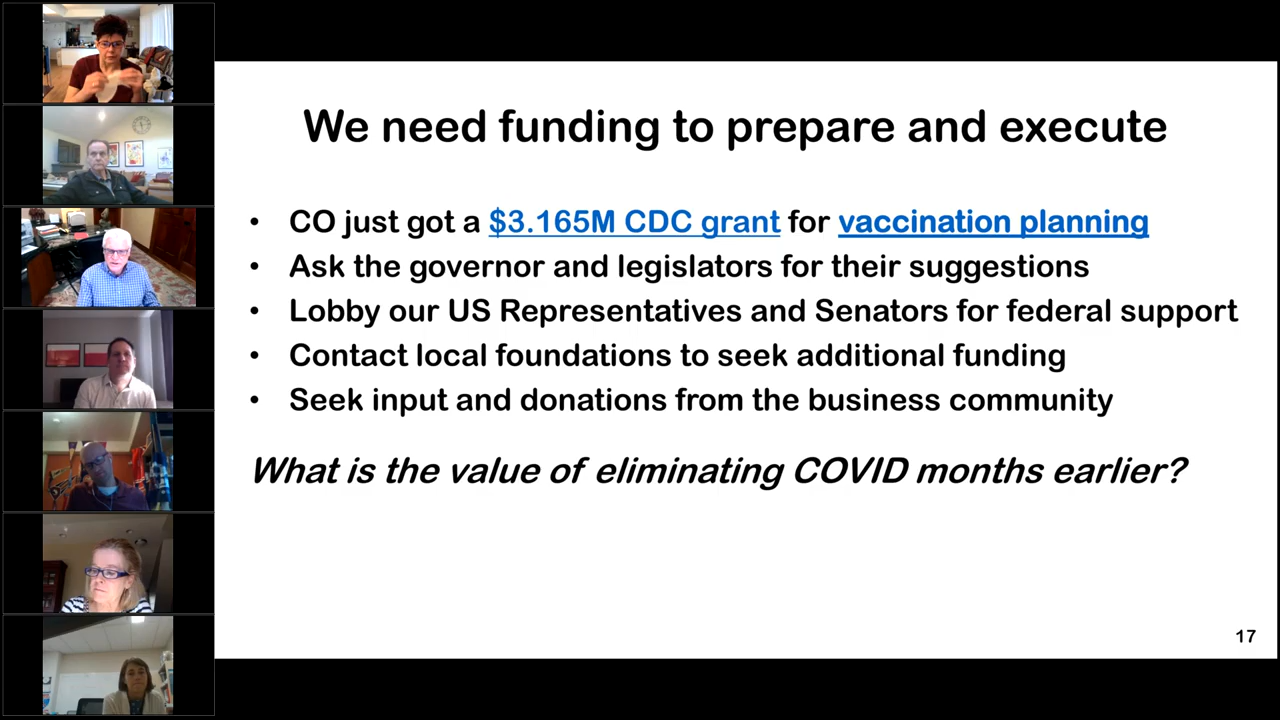 We need funding to prepare and execute
• CO just got a $3.165M CDC grant for vaccination planning
• Ask the governor and legislators for their suggestions
• Lobby our US Representatives and Senators for federal support
• Contact local foundations to seek additional funding
• Seek input and donations from the business community
What is the value of eliminating COVID months earlier?
17